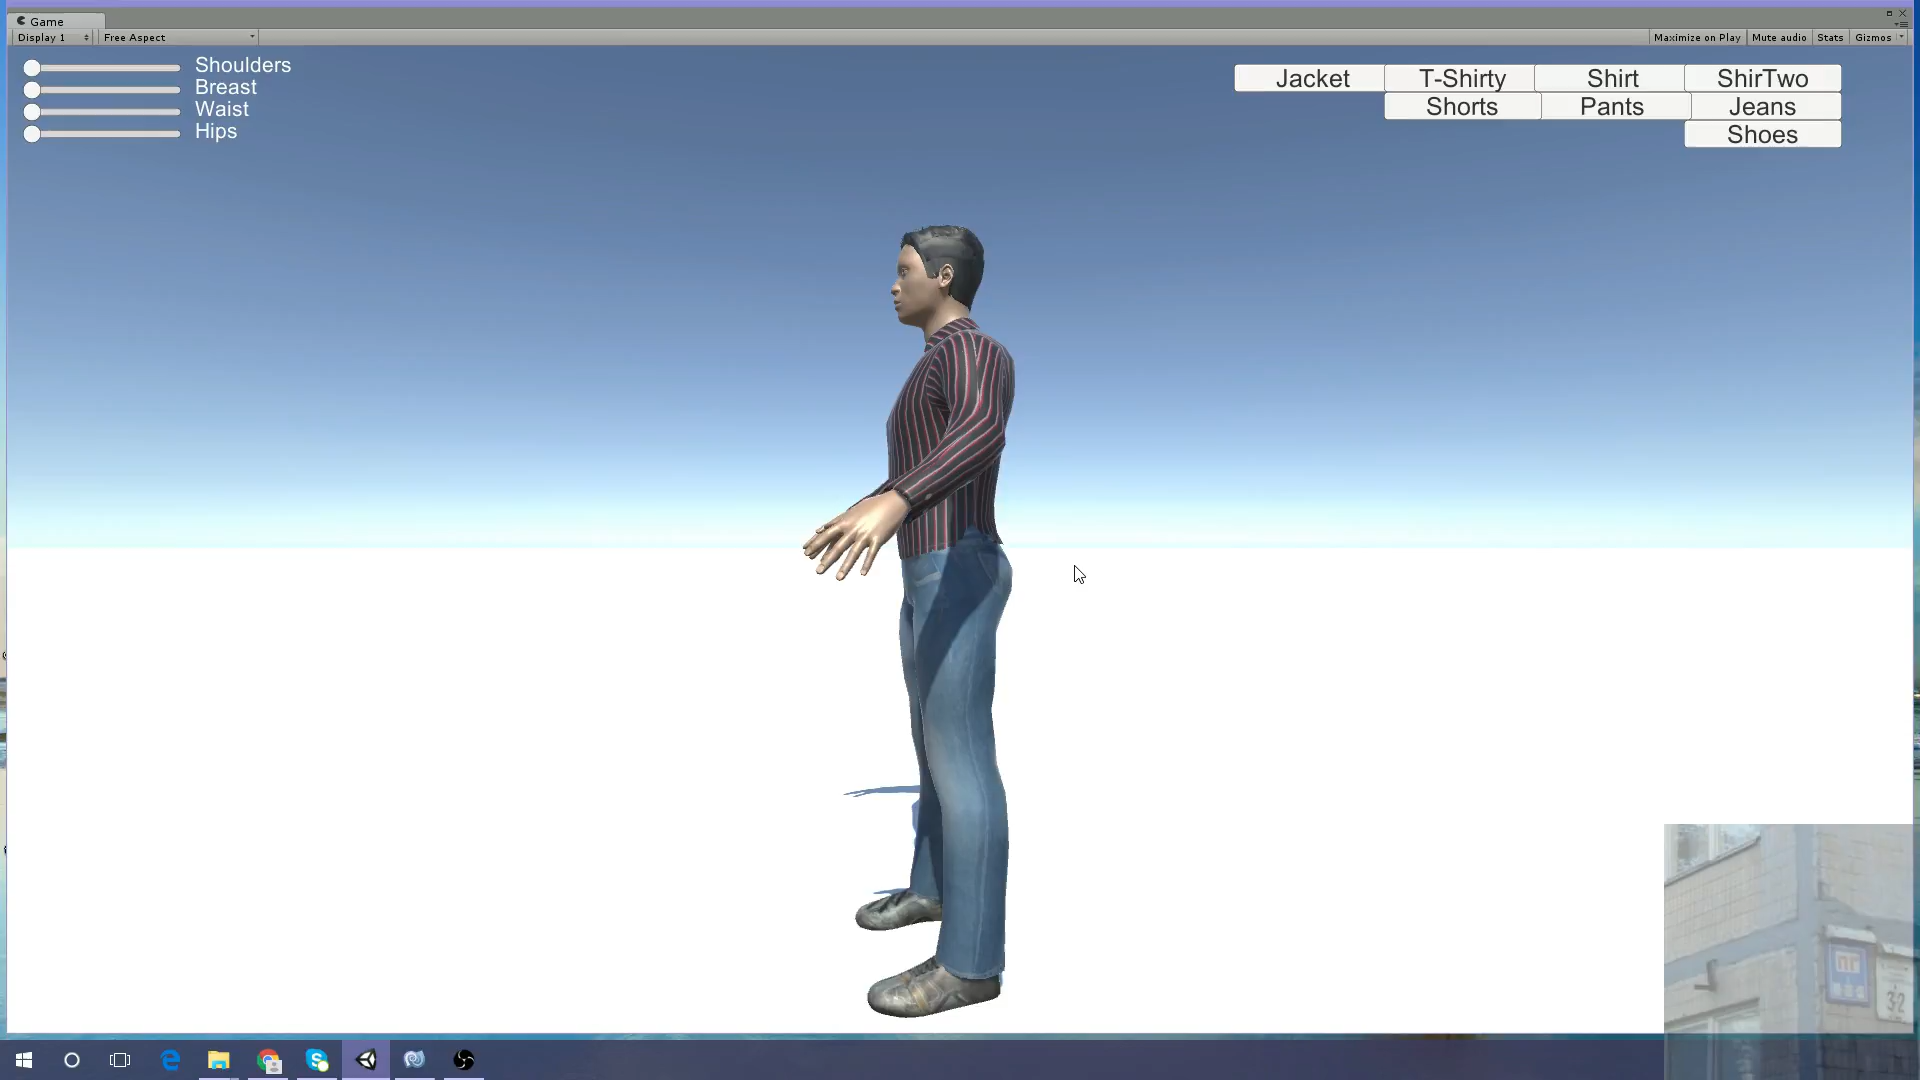 Game
Display 1 Free Aspect Maximize on Play Mute audio Stats Gizmos
Shoulders
Breast
Waist
Hips
Jacket T-Shirty Shirt ShirTwo
Shorts Pants Jeans
Shoes
32